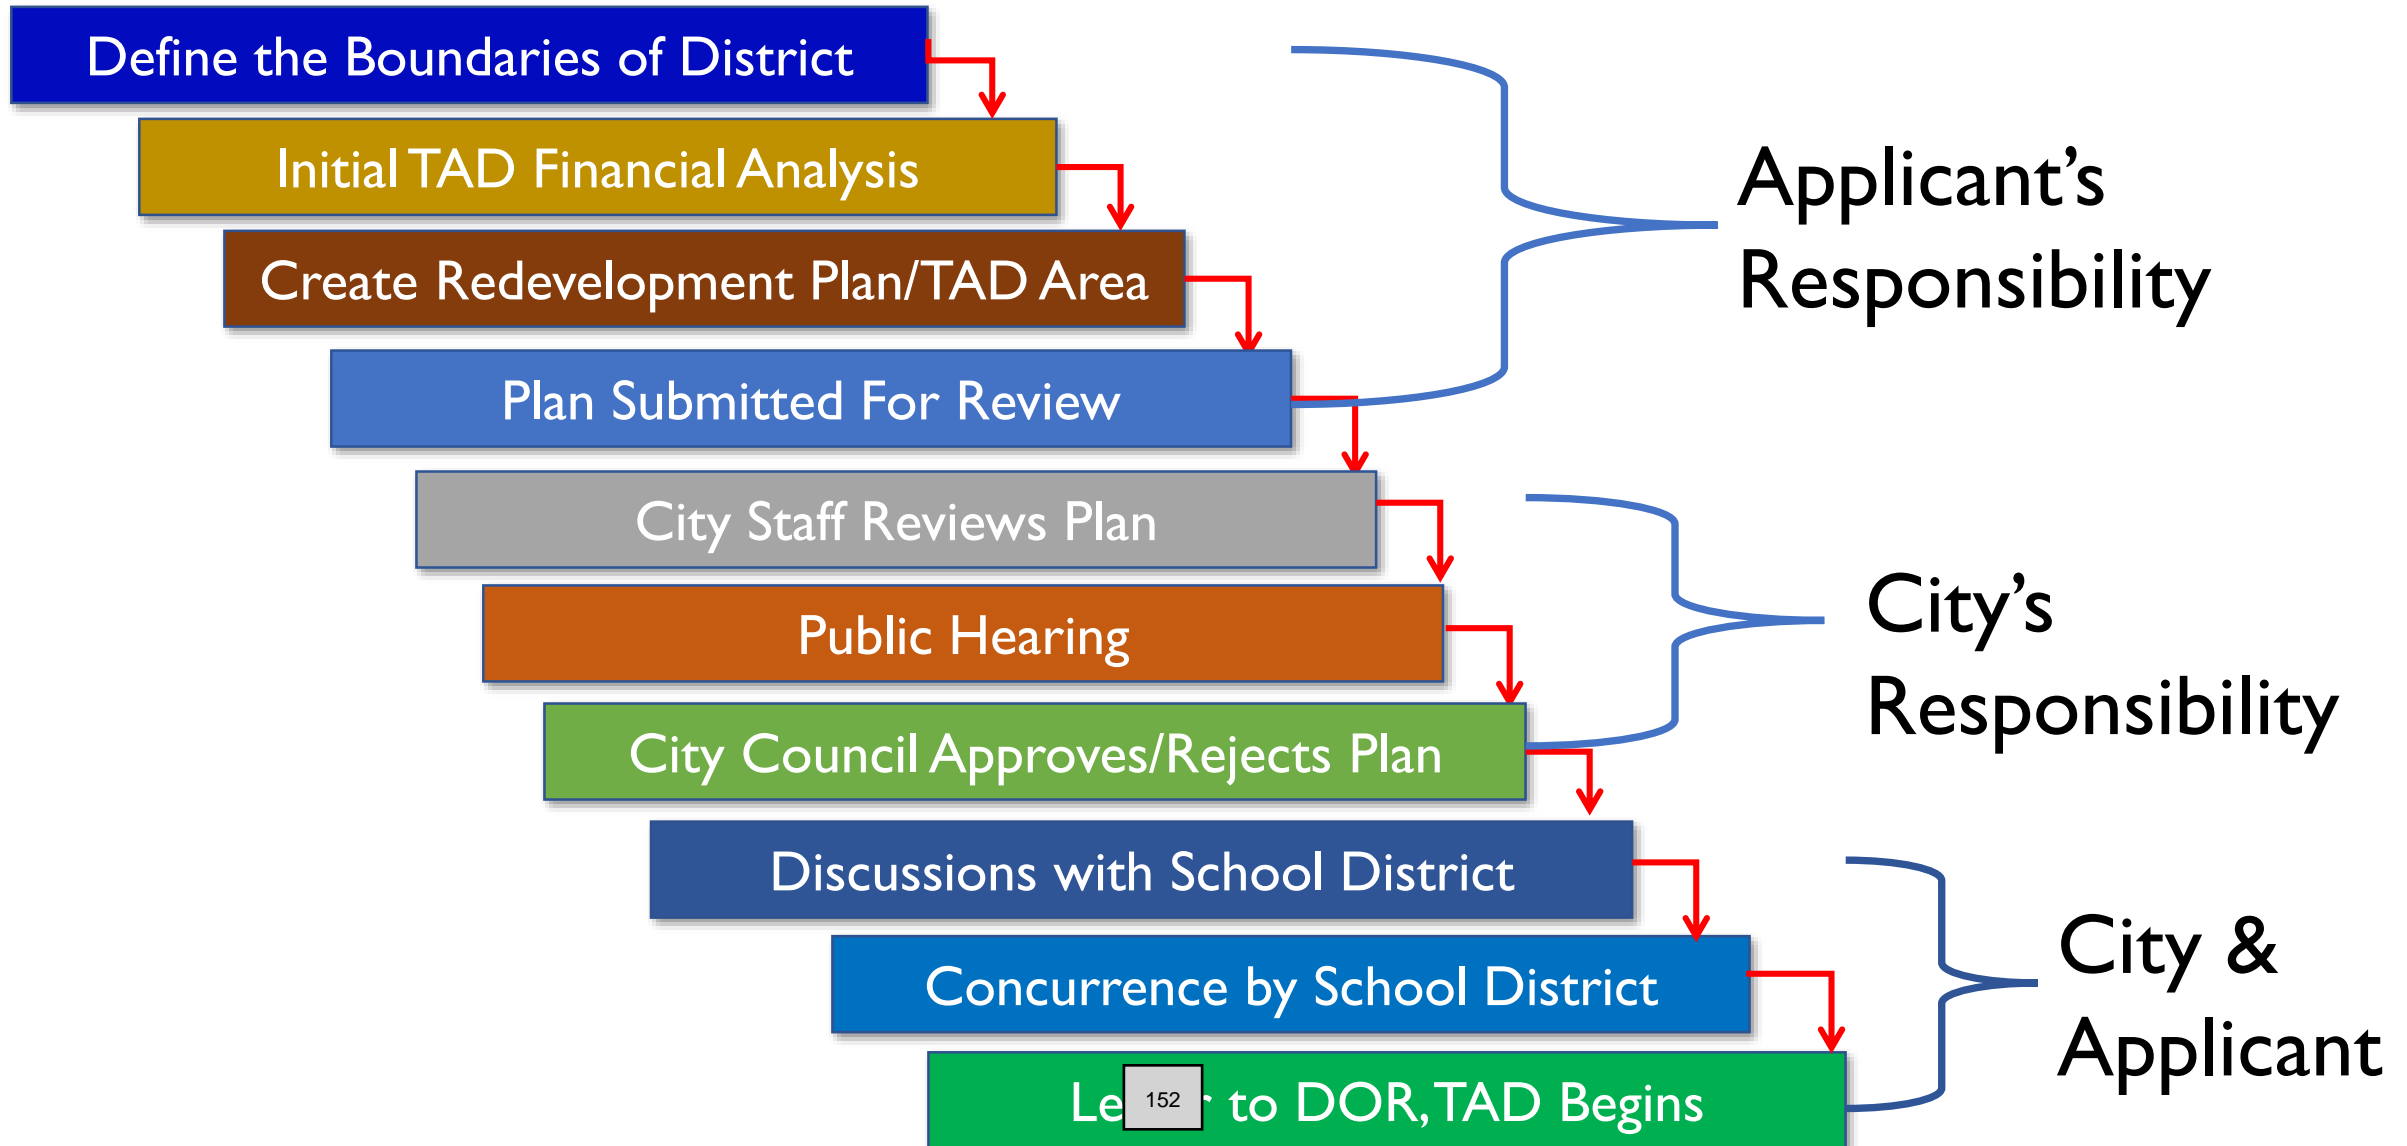 Define the Boundaries of District
Initial TAD Financial Analysis
Create Redevelopment Plan/TAD Area
Plan Submitted For Review
Applicant’s
Responsibility
City Staff Reviews Plan
Public Hearing
City Council Approves/Rejects Plan
City’s
Responsibility
Discussions with School District
Concurrence by School District
to DOR, TAD Begins
152
City &
Applicant